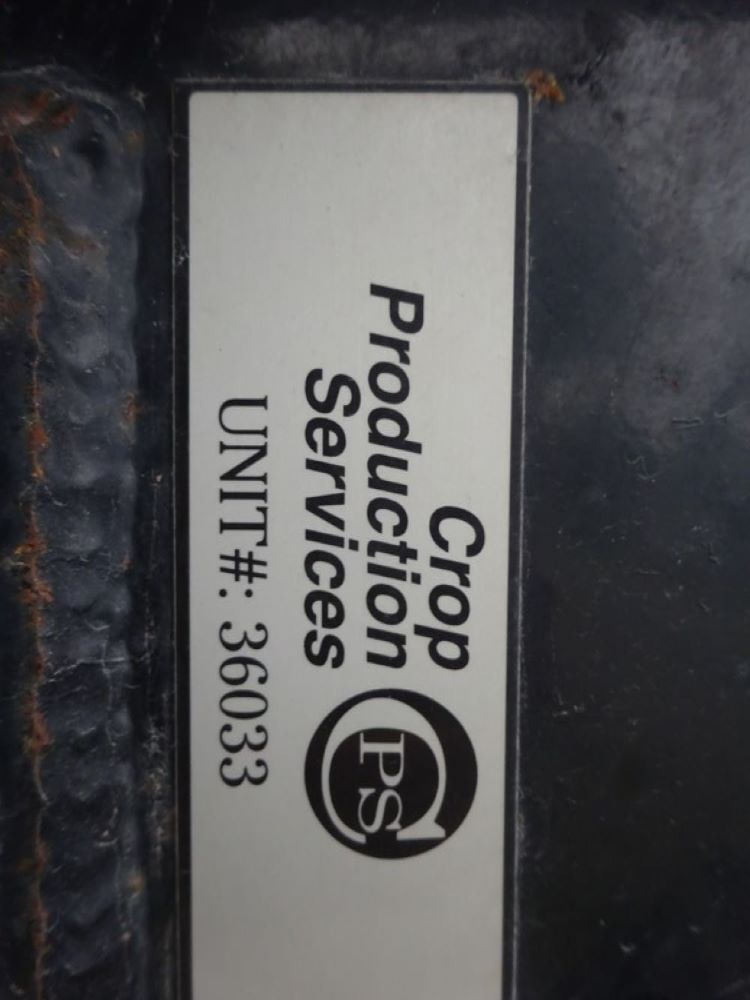 Crop
Production
Services
CPS
UNIT#: 36033